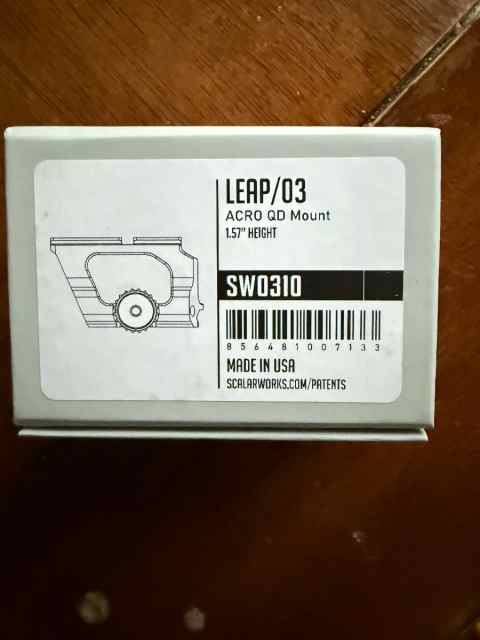 LEAP/03
ACRO QD Mount
1.57" HEIGHT
SW0310
856481007133
MADE IN USA
SCALARWORKS.COM/PATENTS